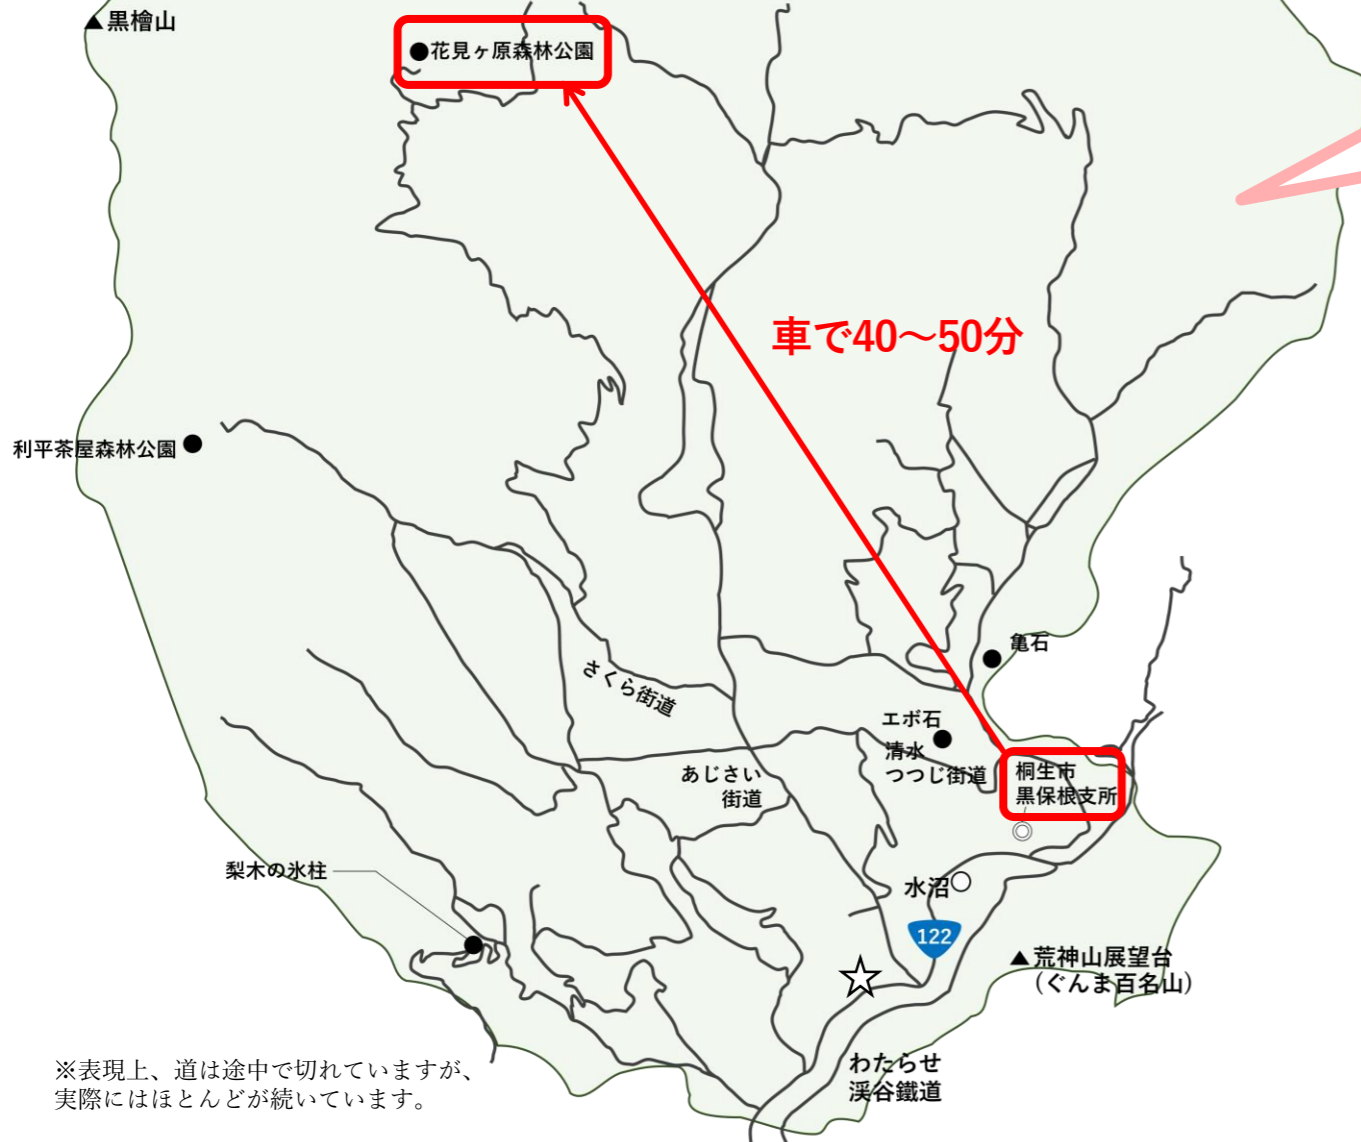 黒檜山
花見ヶ原森林公園
車で40～50分
利平茶屋森林公園
亀石
さくら街道
エボ石
清水
つつじ街道
あじさい
街道
桐生市
黒保根支所
梨木の氷柱
水沼
122
荒神山展望台
(ぐんま百名山)
わたらせ
渓谷鐵道
※表現上、道は途中で切れていますが、
実際にはほとんどが続いています。